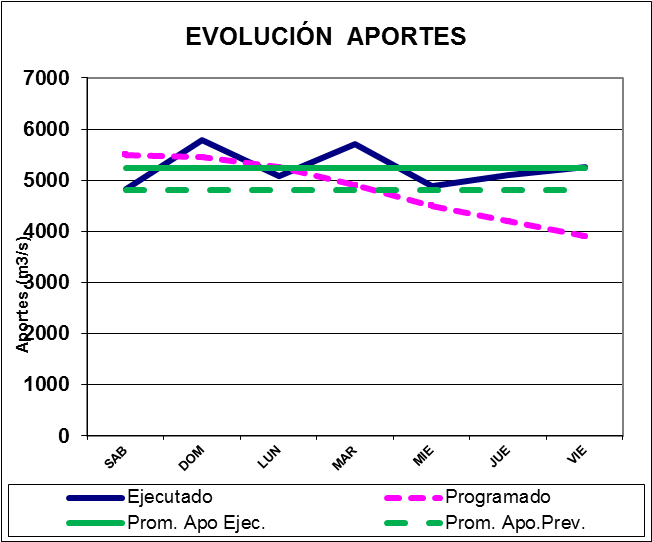 EVOLUCIÓN APORTES
Aportes (m3/s)
7000
6000
5000
4000
3000
2000
1000
0
SAB DOM LUN MAR MIE JUE VIE
Ejecutado Programado
Prom. Apo Ejec. Prom. Apo.Prev.